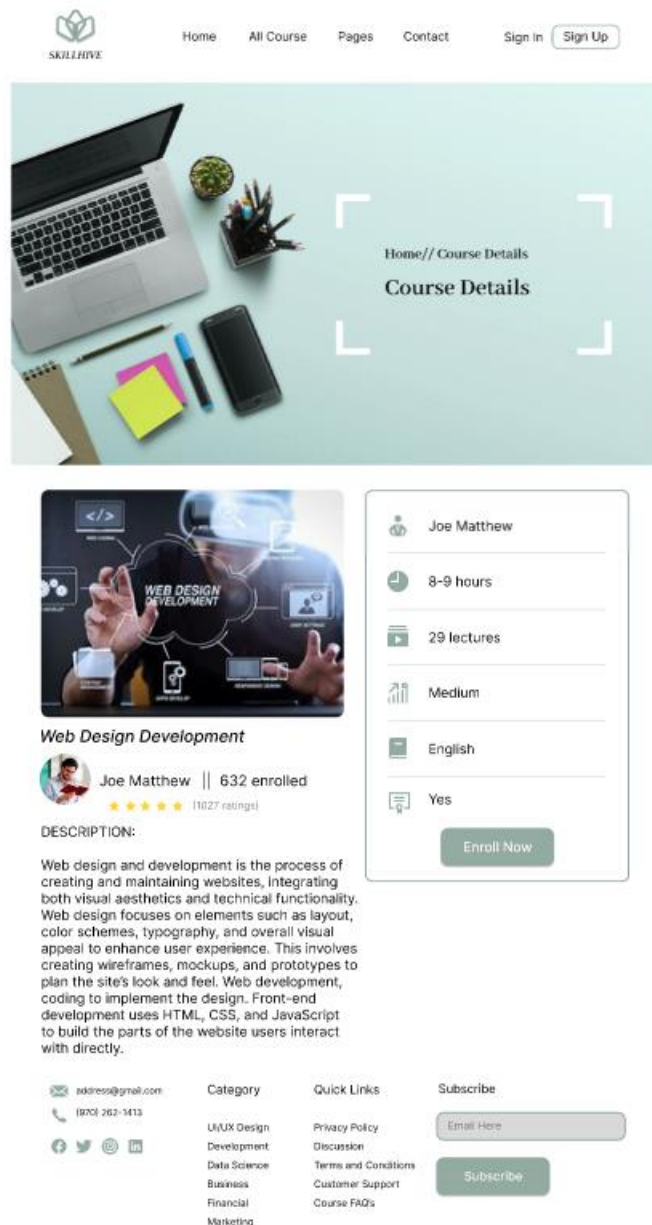 SKILLHIVE
Home
All Course
Pages
Contact
Sign In
Sign Up
Home// Course Details
Course Details
</>
WEB DESIGN
DEVELOPMENT
RESPONSIVE DESIGN
Web Design Development
Joe Matthew || 632 enrolled
(1027 ratings)
DESCRIPTION:
Web design and development is the process of
creating and maintaining websites, integrating
both visual aesthetics and technical functionality.
Web design focuses on elements such as layout,
color schemes, typography, and overall visual
appeal to enhance user experience. This involves
creating wireframes, mockups, and prototypes to
plan the site's look and feel. Web development,
coding to implement the design. Front-end
development uses HTML, CSS, and JavaScript
to build the parts of the website users interact
with directly.
Joe Matthew
8-9 hours
29 lectures
Medium
English
Yes
Enroll Now
address@gmail.com
(970) 262-1413
Category
UI/UX Design
Development
Data Science
Business
Financial
Marketing
Quick Links
Privacy Policy
Discussion
Terms and Conditions
Customer Support
Course FAQ's
Subscribe
Email Here
Subscribe